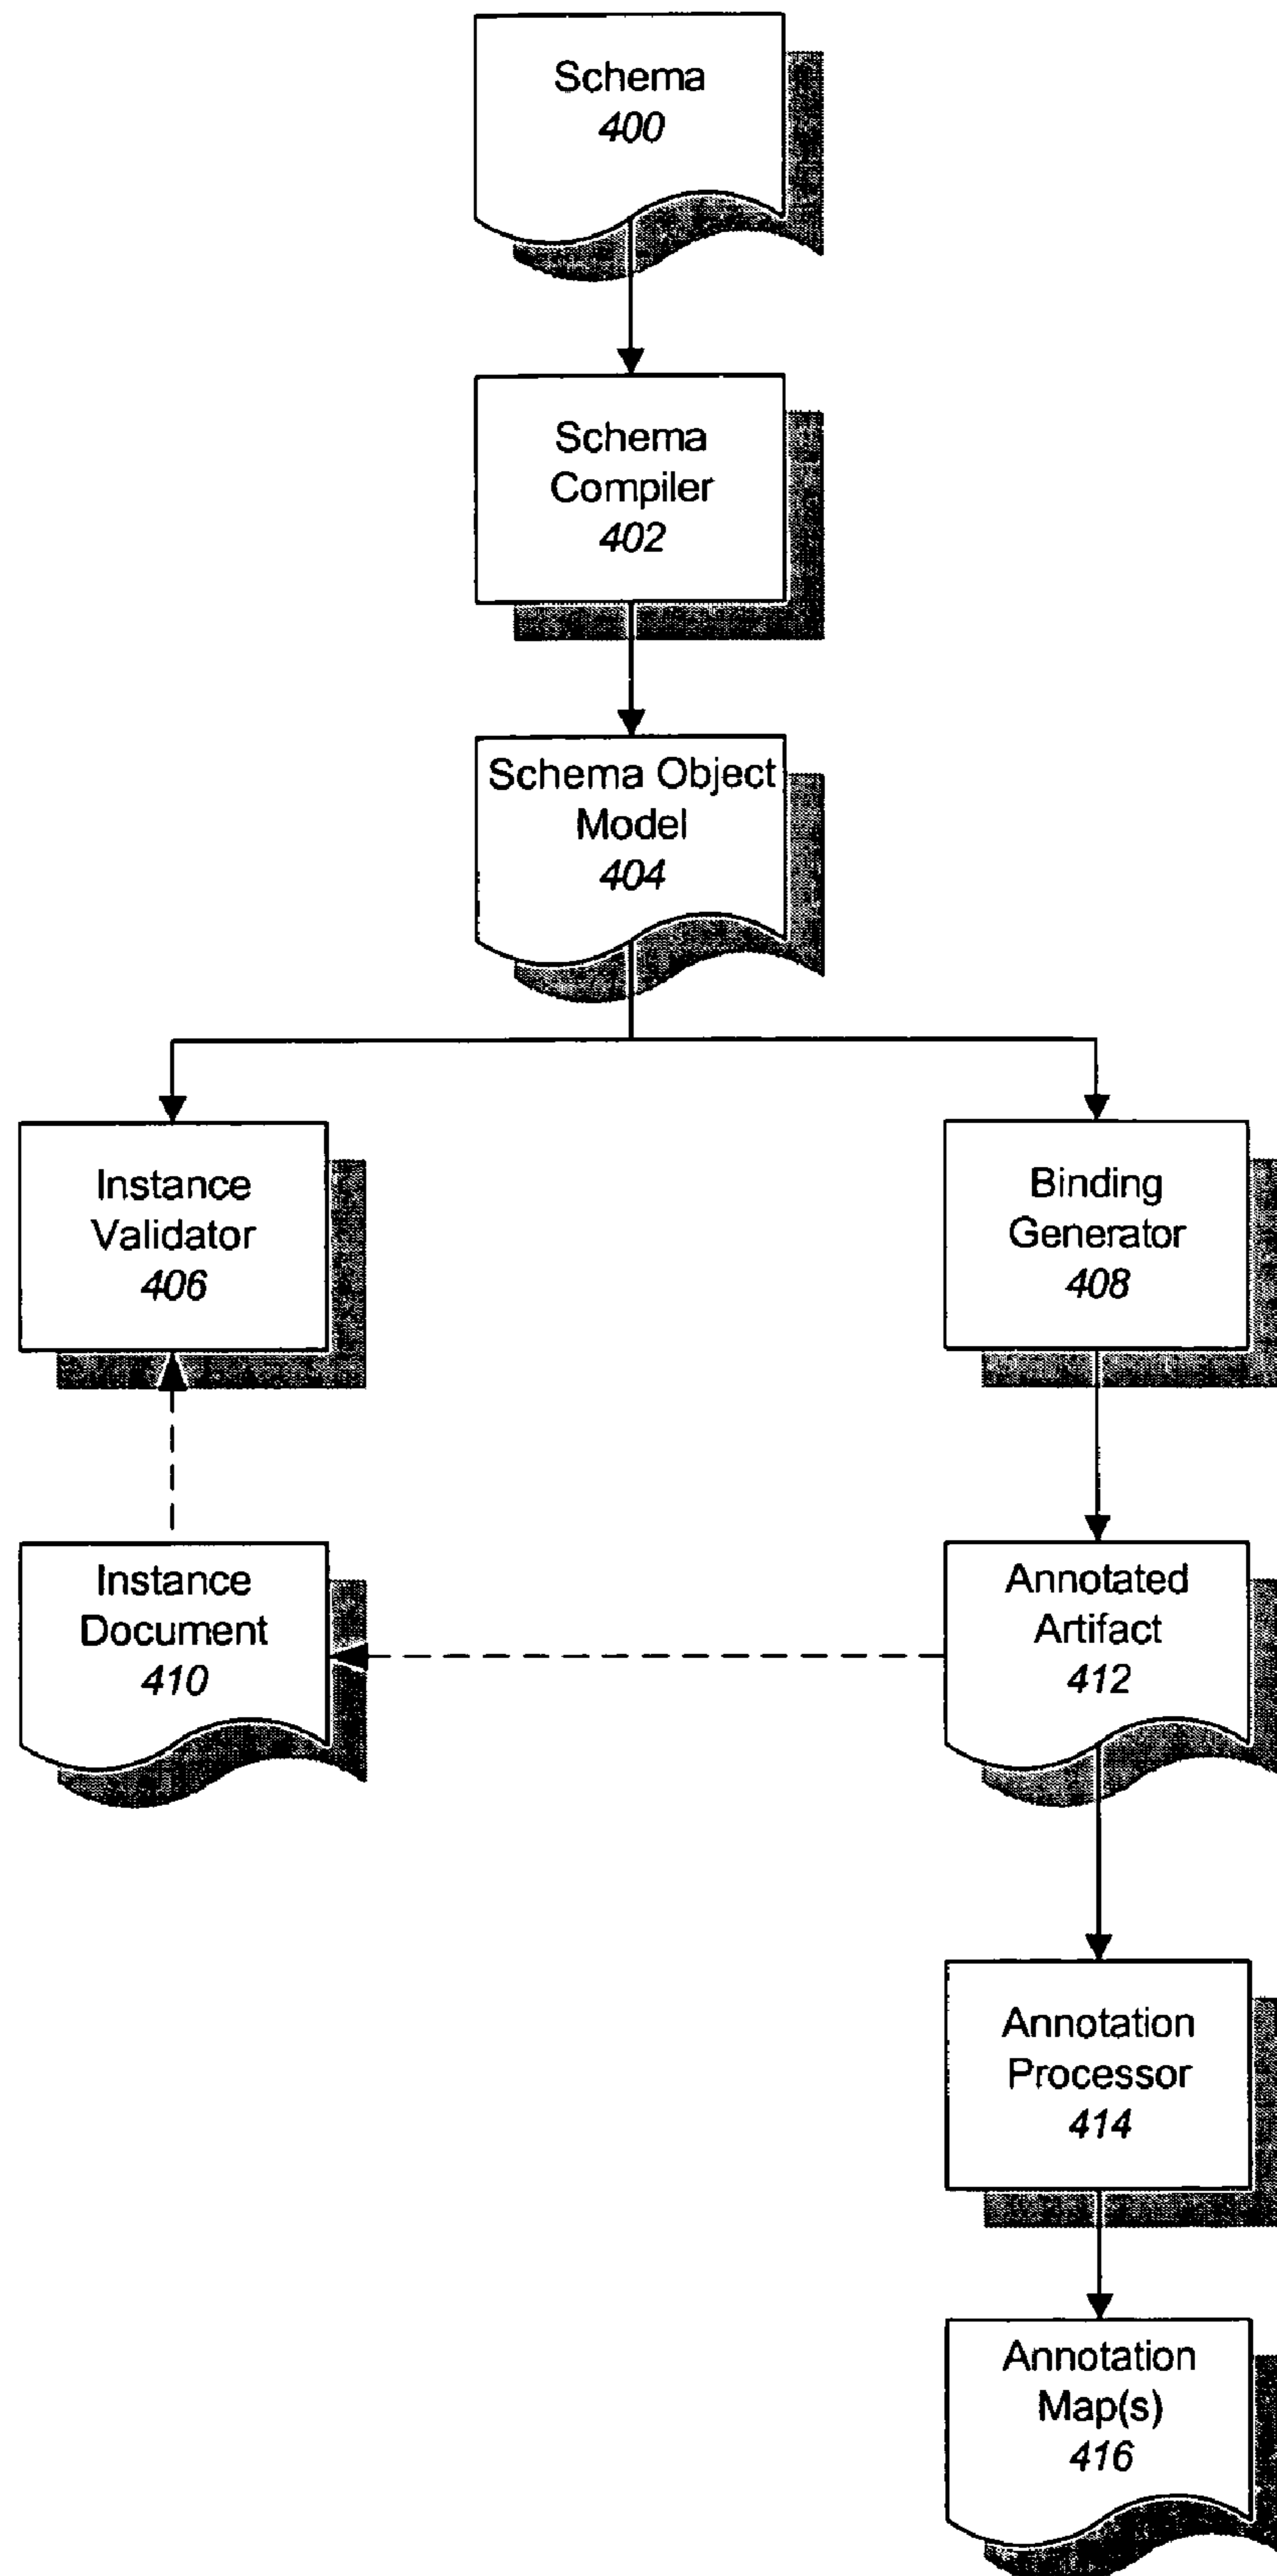 Schema
400
Schema
Compiler
402
Schema Object
Model
404
Instance
Validator
406
Binding
Generator
408
Instance
Document
410
Annotated
Artifact
412
Annotation
Processor
414
Annotation
Map(s)
416